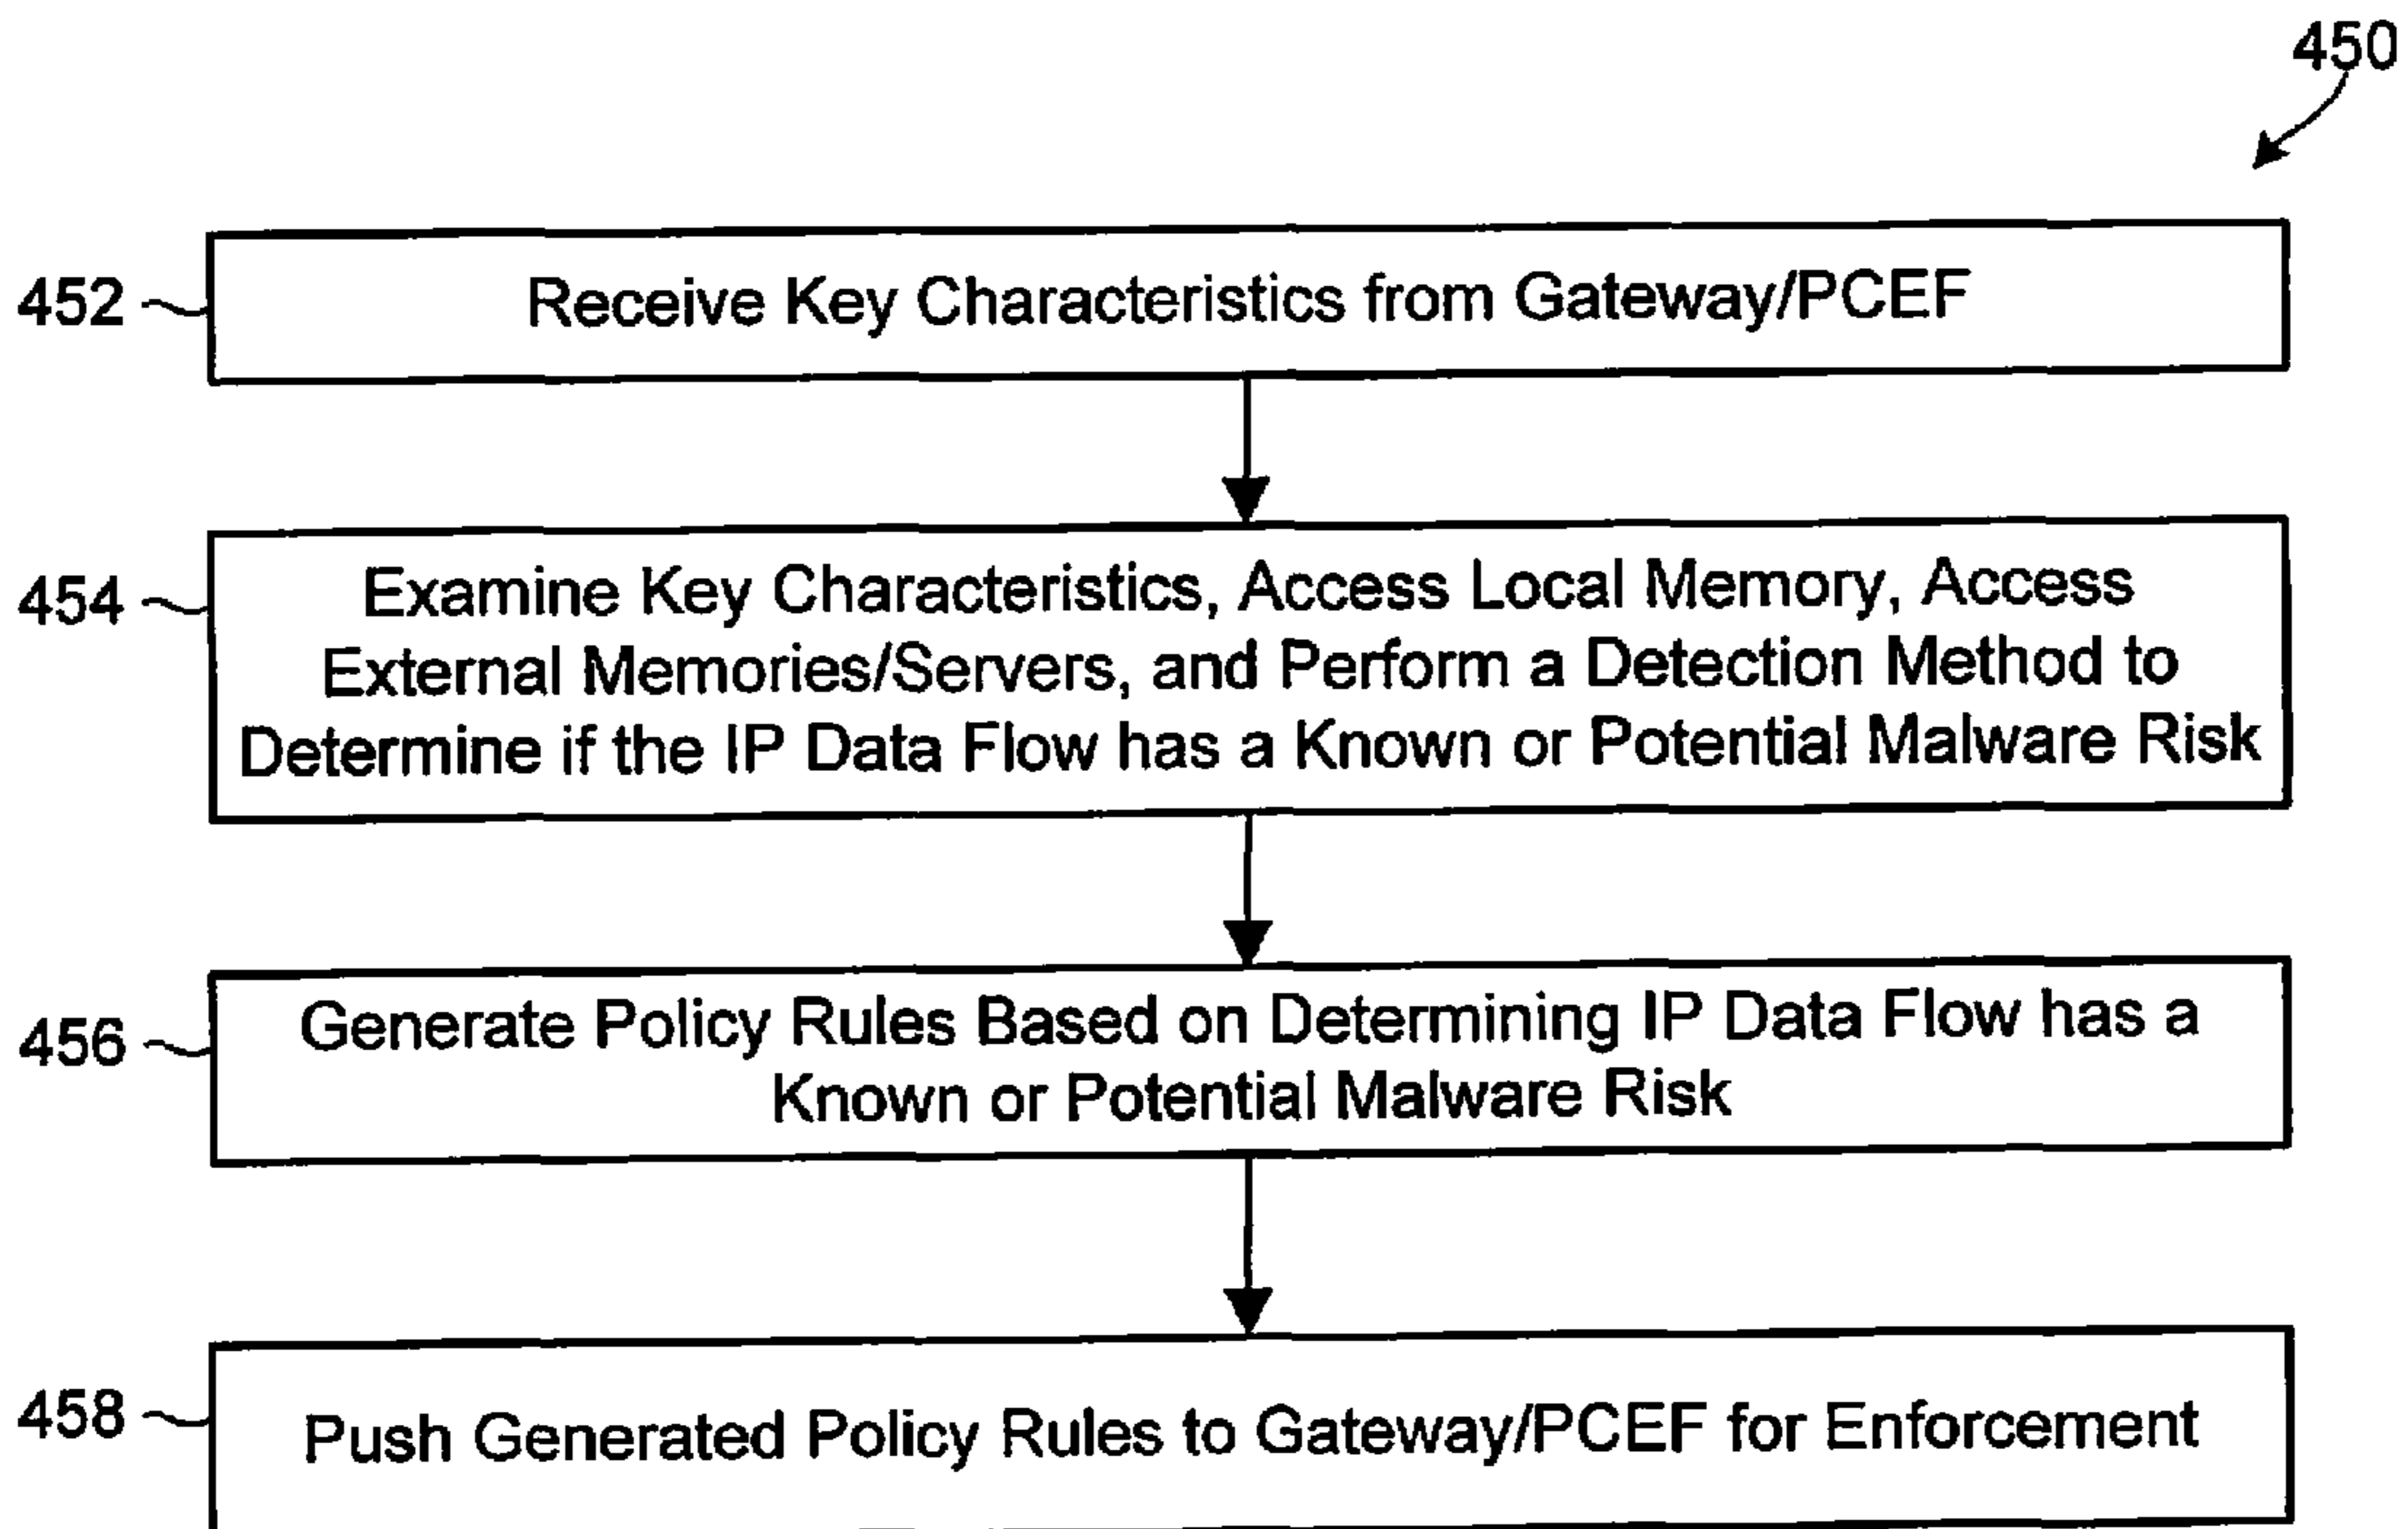 450
452
Receive Key Characteristics from Gateway/PCEF
454
Examine Key Characteristics, Access Local Memory, Access
External Memories/Servers, and Perform a Detection Method to
Determine if the IP Data Flow has a Known or Potential Malware Risk
456
Generate Policy Rules Based on Determining IP Data Flow has a
Known or Potential Malware Risk
458
Push Generated Policy Rules to Gateway/PCEF for Enforcement